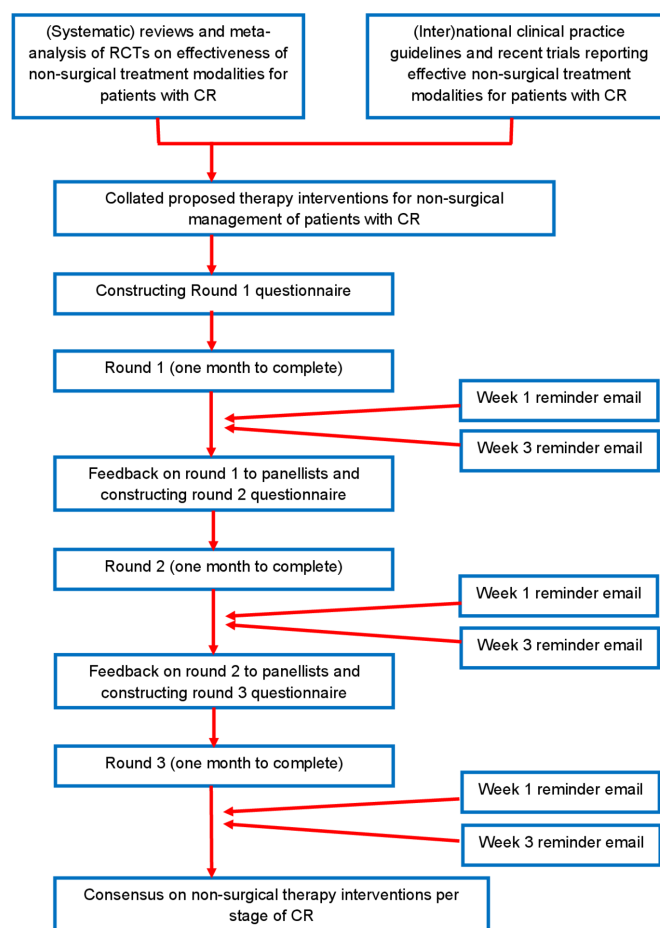 (Systematic) reviews and meta-
analysis of RCTs on effectiveness of
non-surgical treatment modalities for
patients with CR
(Inter)national clinical practice
guidelines and recent trials reporting
effective non-surgical treatment
modalities for patients with CR
Collated proposed therapy interventions for non-surgical
management of patients with CR
Constructing Round 1 questionnaire
Round 1 (one month to complete)
Week 1 reminder email
Week 3 reminder email
Feedback on round 1 to panellists and
constructing round 2 questionnaire
Round 2 (one month to complete)
Week 1 reminder email
Week 3 reminder email
Feedback on round 2 to panellists and
constructing round 3 questionnaire
Round 3 (one month to complete)
Week 1 reminder email
Week 3 reminder email
Consensus on non-surgical therapy interventions per
stage of CR